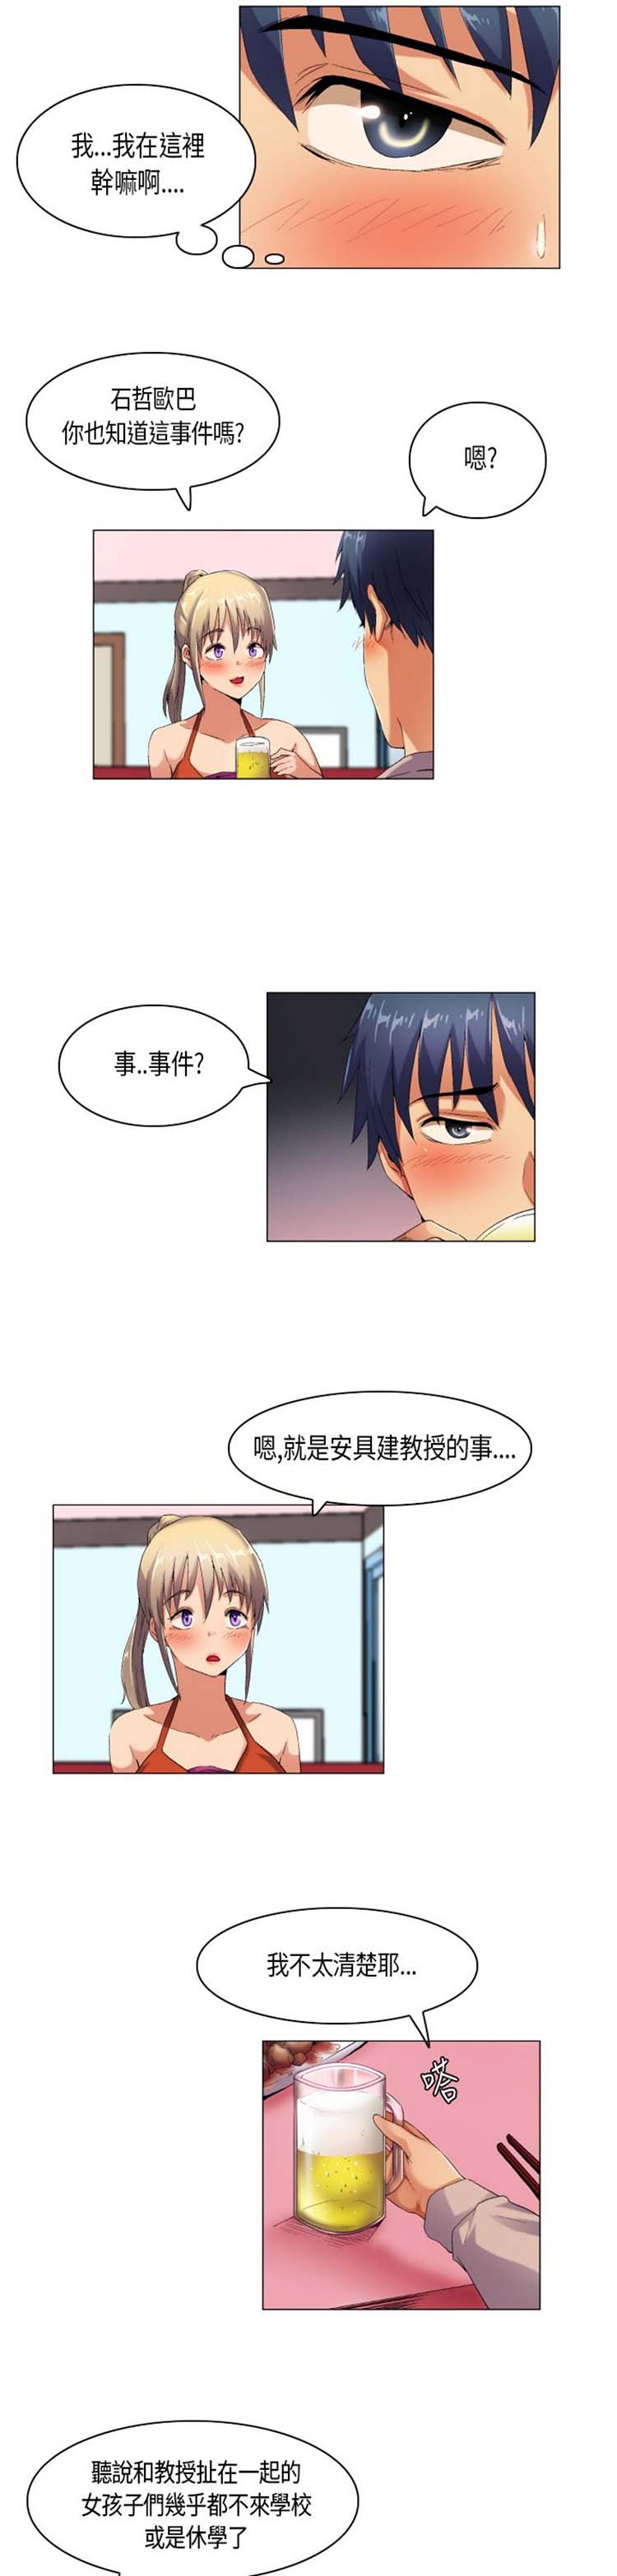 我...我在這裡
幹嘛啊....
石哲歐巴
你也知道這事件嗎?
嗯?
事..事件?
嗯,就是安具建教授的事....
我不太清楚耶...
嗒
聽說和教授扯在一起的
女孩子們幾乎都不來學校
或是休學了